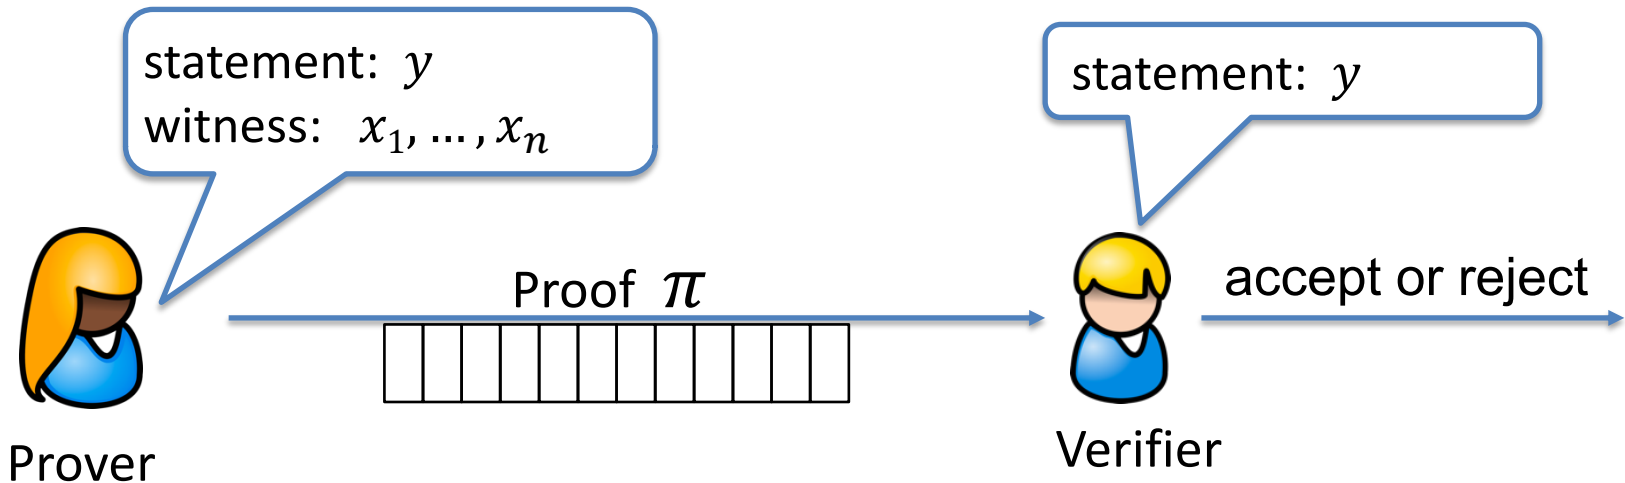 statement: y
witness: x₁, … , xₙ
statement: y
Proof π
accept or reject
Prover
Verifier